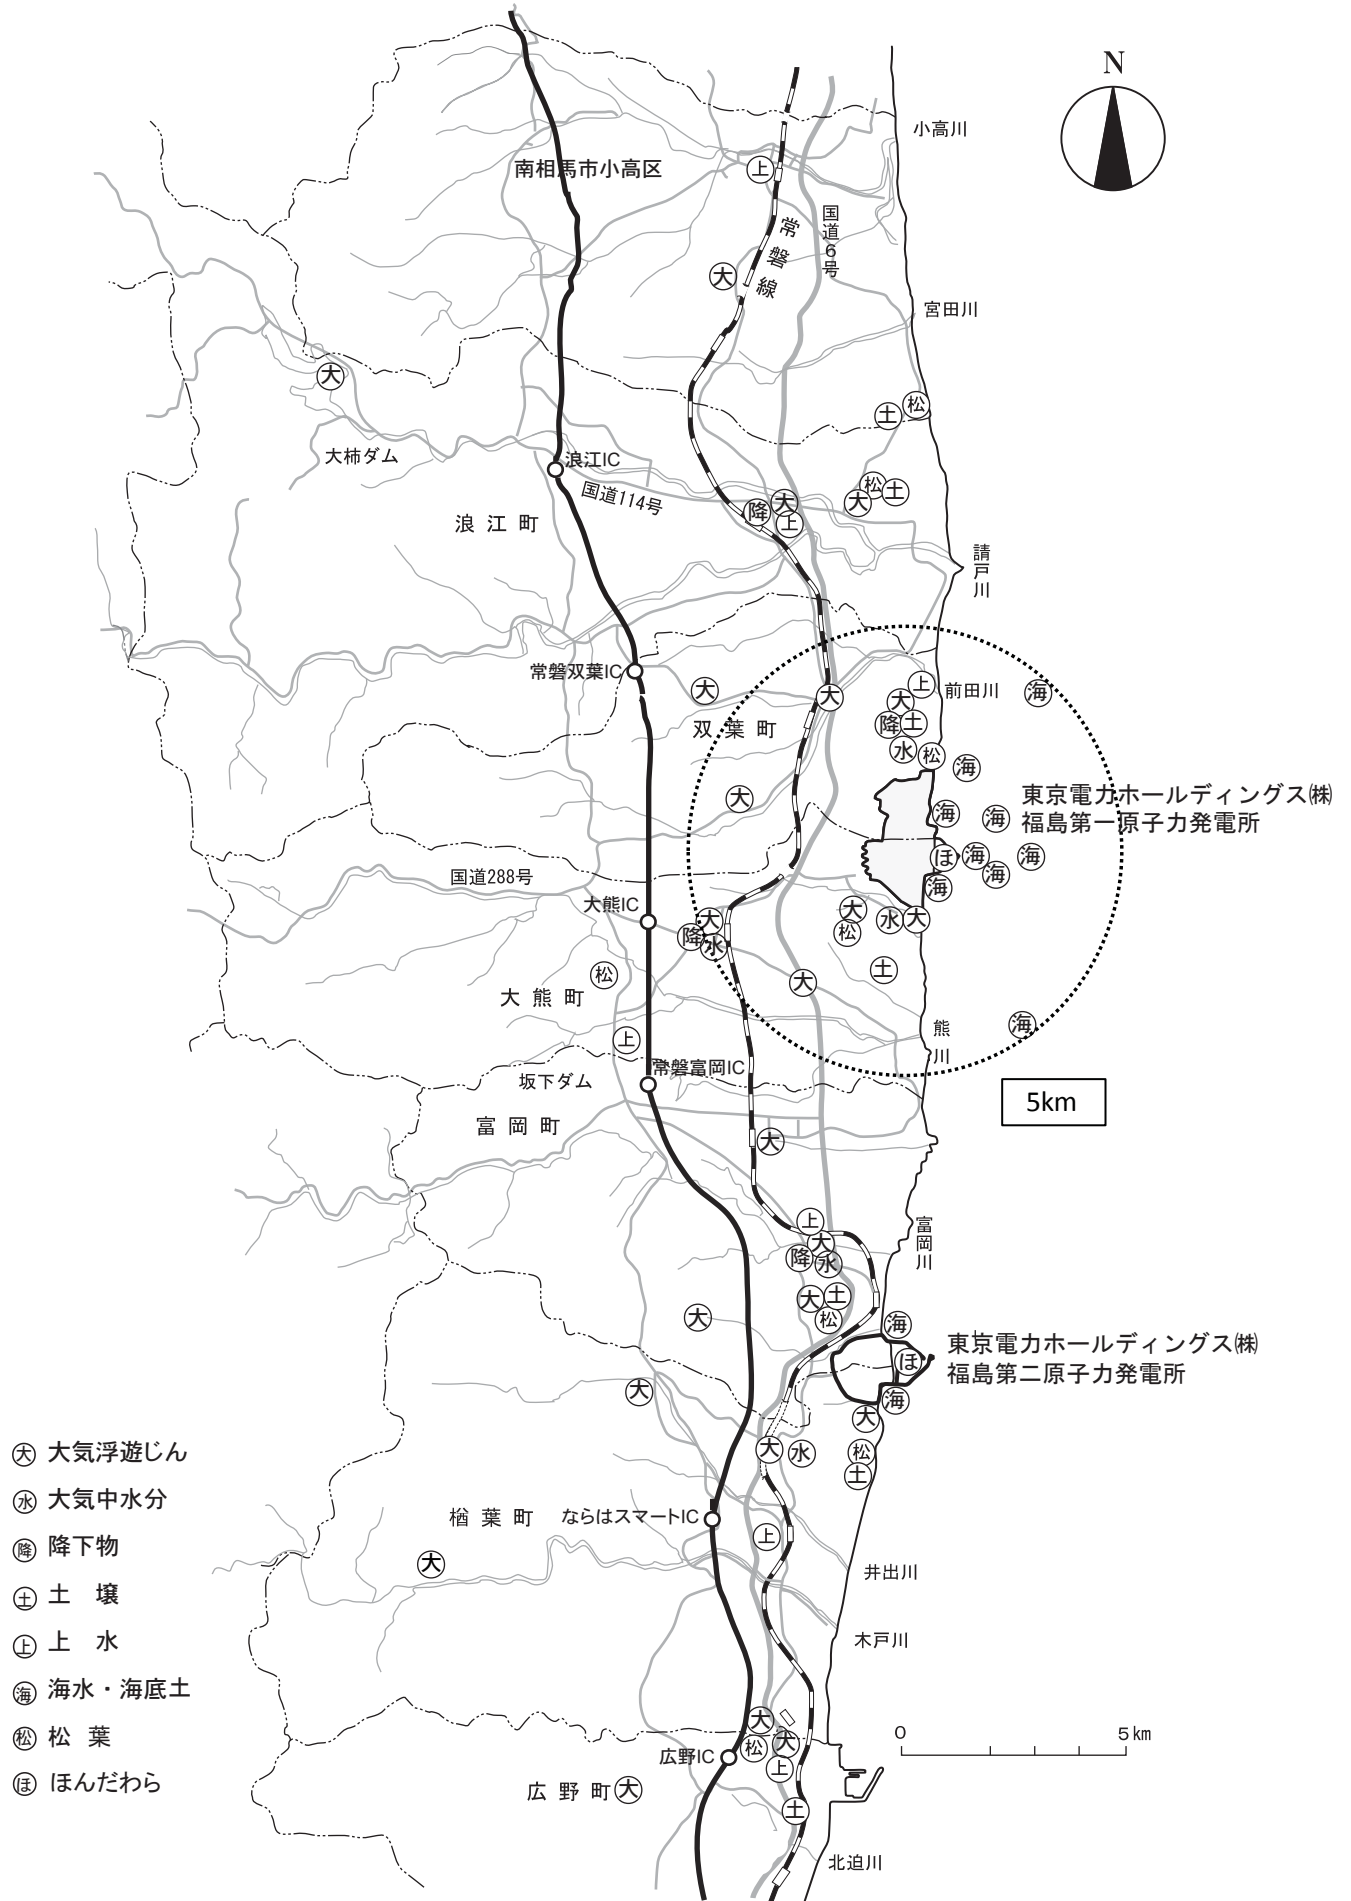 N
小高川
南相馬市小高区
上
国道6号
常磐線
大
宮田川
大
松
土
大柿ダム
浪江IC
国道114号
松
土
大
大
降
上
浪江町
請戸川
常磐双葉IC
大
大
上
前田川
海
大
降
土
双葉町
水
松
海
大
東京電力ホールディングス㈱
福島第一原子力発電所
海
海
ほ
海
海
海
海
国道288号
大熊IC
大
降
水
大
松
水
大
松
土
大
大熊町
海
熊川
上
常磐富岡IC
坂下ダム
5km
富岡町
大
上
大
降
水
富岡川
大
土
松
大
海
東京電力ホールディングス㈱
福島第二原子力発電所
ほ
大
海
大
大
水
松
土
楢葉町
ならはスマートIC
上
大
井出川
木戸川
大
松
大
上
広野IC
広野町
大
土
0
5km
北迫川
大 大気浮遊じん
水 大気中水分
降 降下物
土 土　壌
上 上　水
海 海水・海底土
松 松　葉
ほ ほんだわら